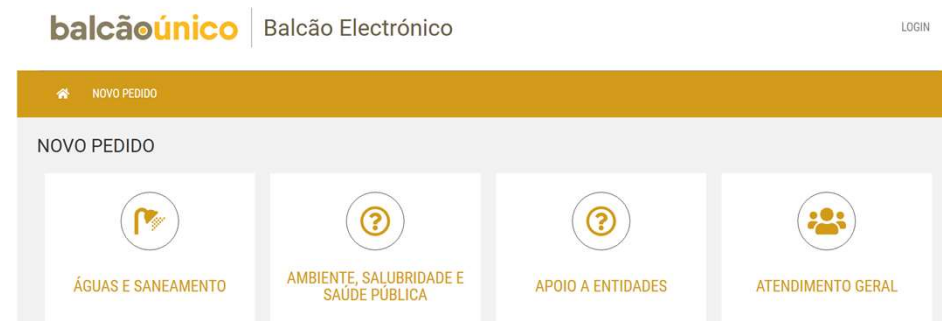 balcãoúnico Balcão Electrónico LOGIN
NOVO PEDIDO
NOVO PEDIDO
ÁGUAS E SANEAMENTO
AMBIENTE, SALUBRIDADE E
SAÚDE PÚBLICA
APOIO A ENTIDADES
ATENDIMENTO GERAL